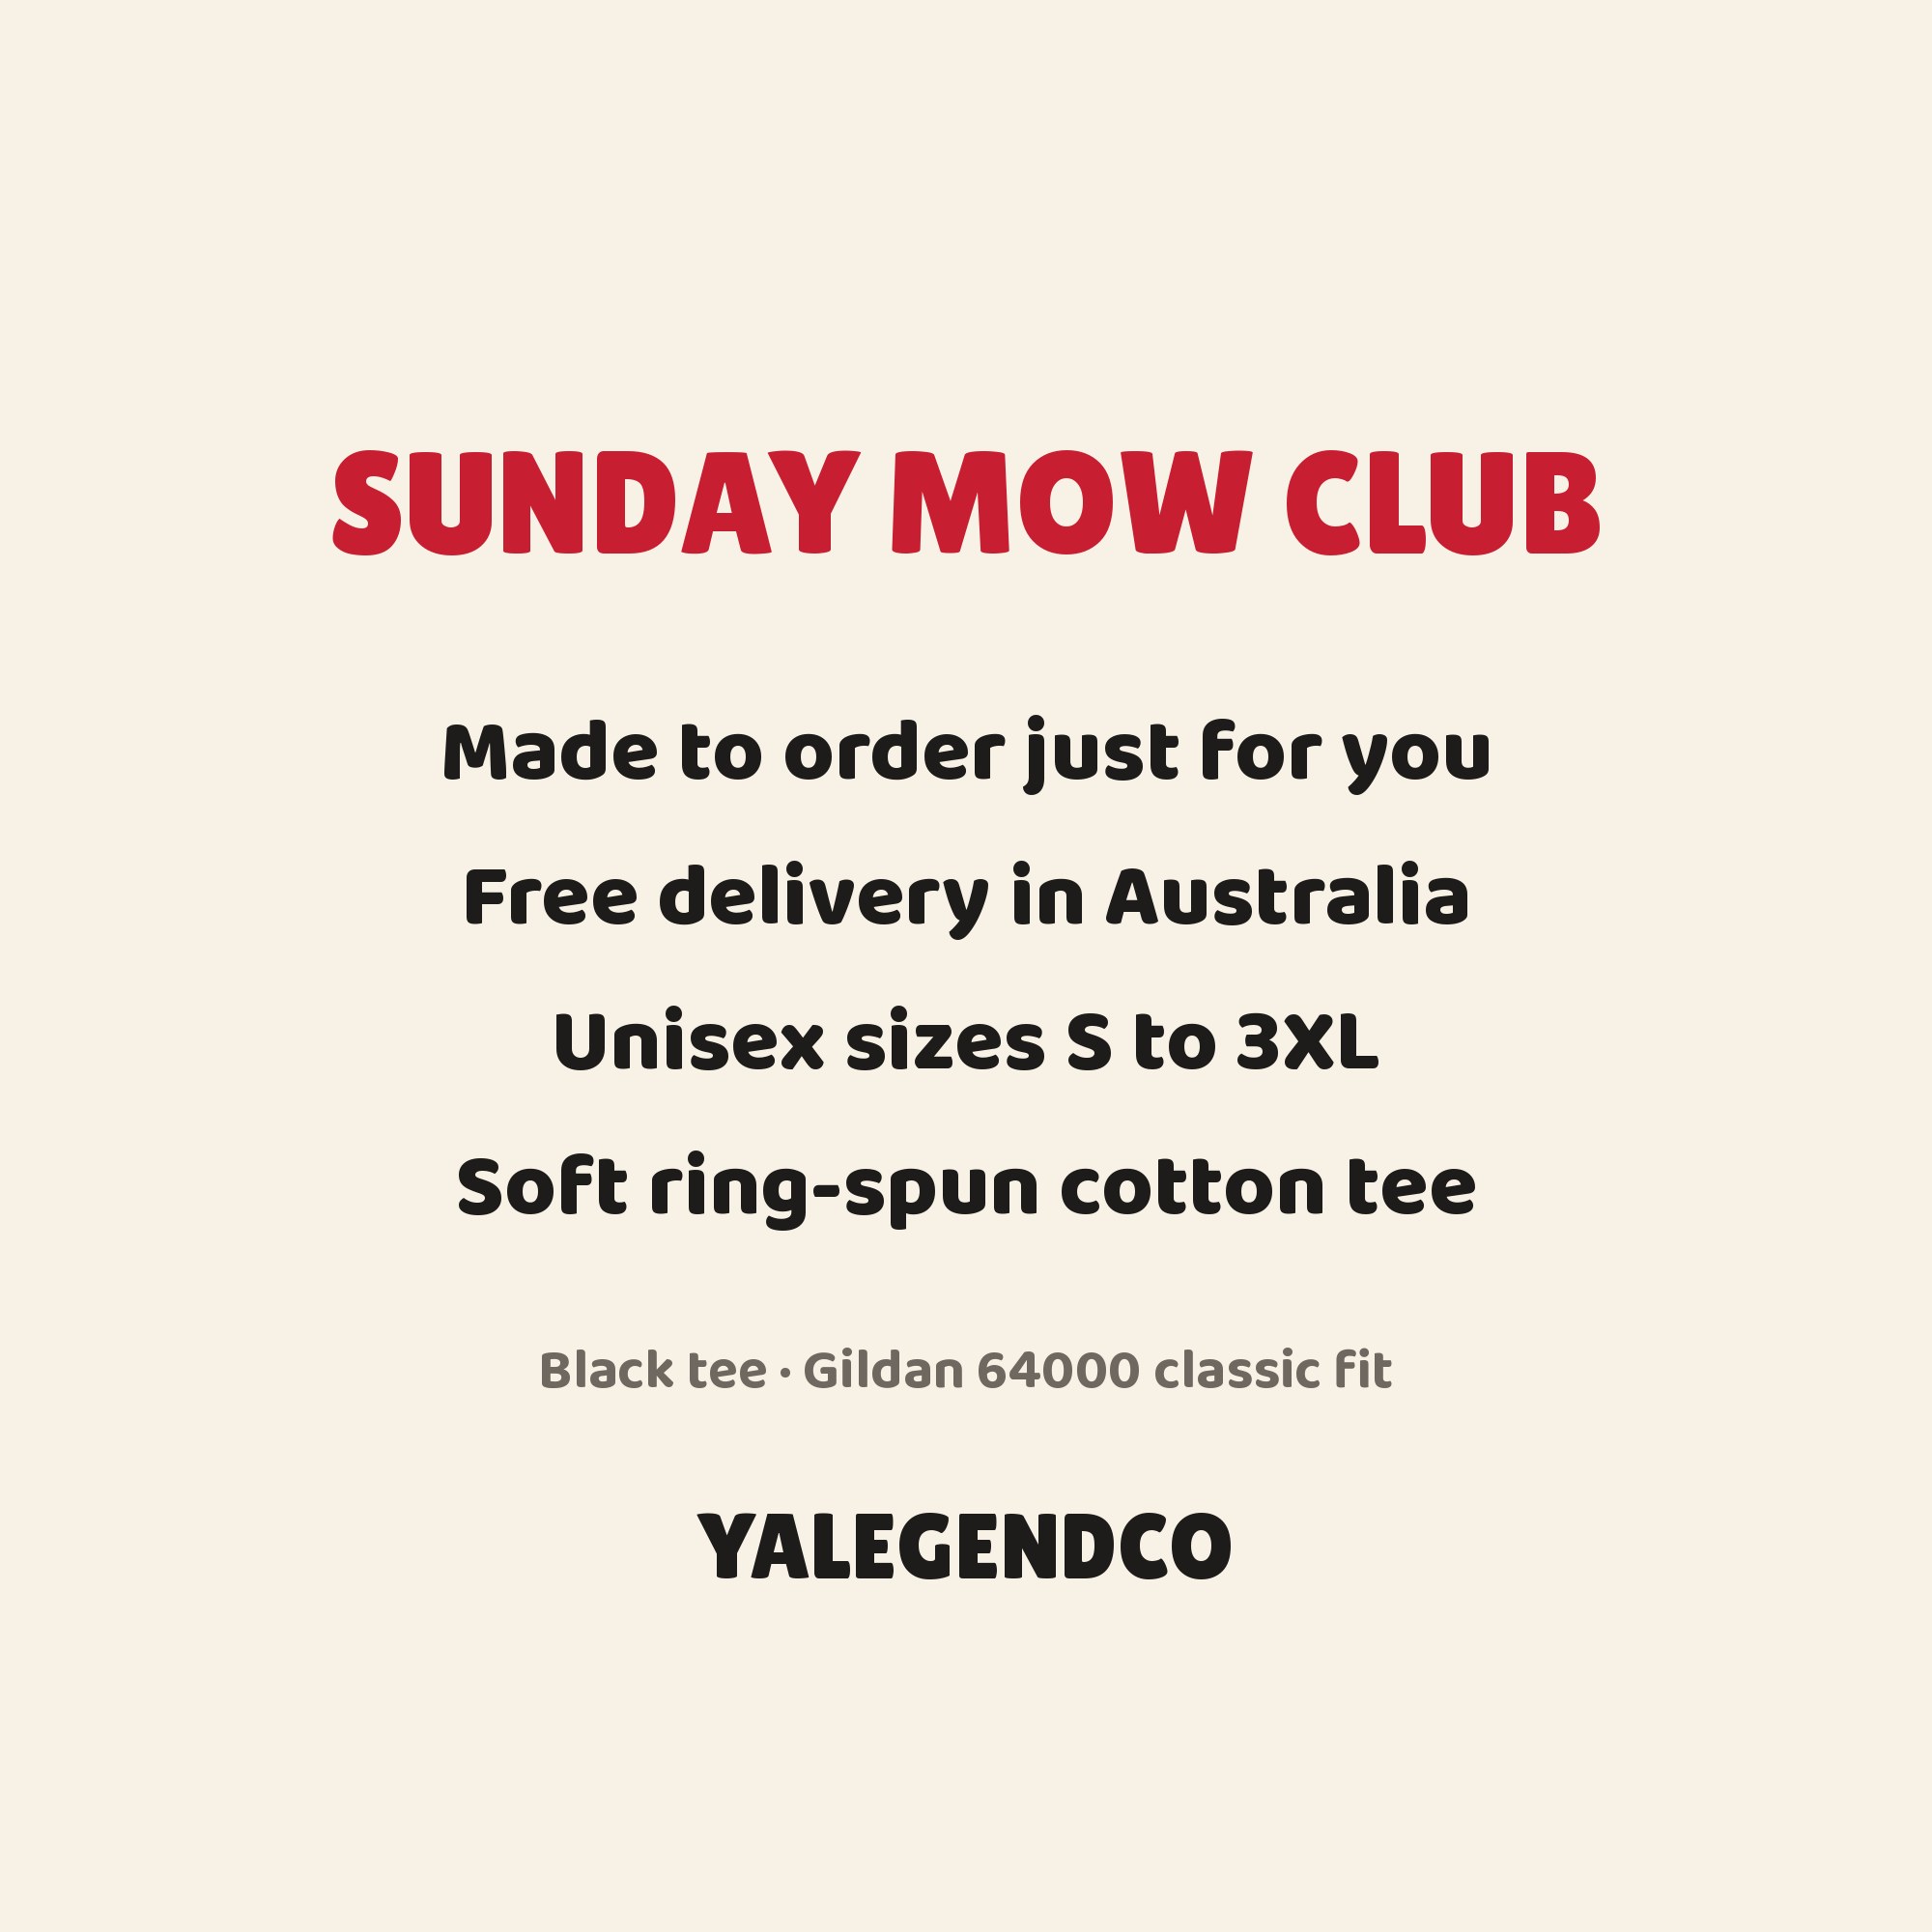 SUNDAY MOW CLUB
Made to order just for you
Free delivery in Australia
Unisex sizes S to 3XL
Soft ring-spun cotton tee
Black tee · Gildan 64000 classic fit
YALEGENDCO